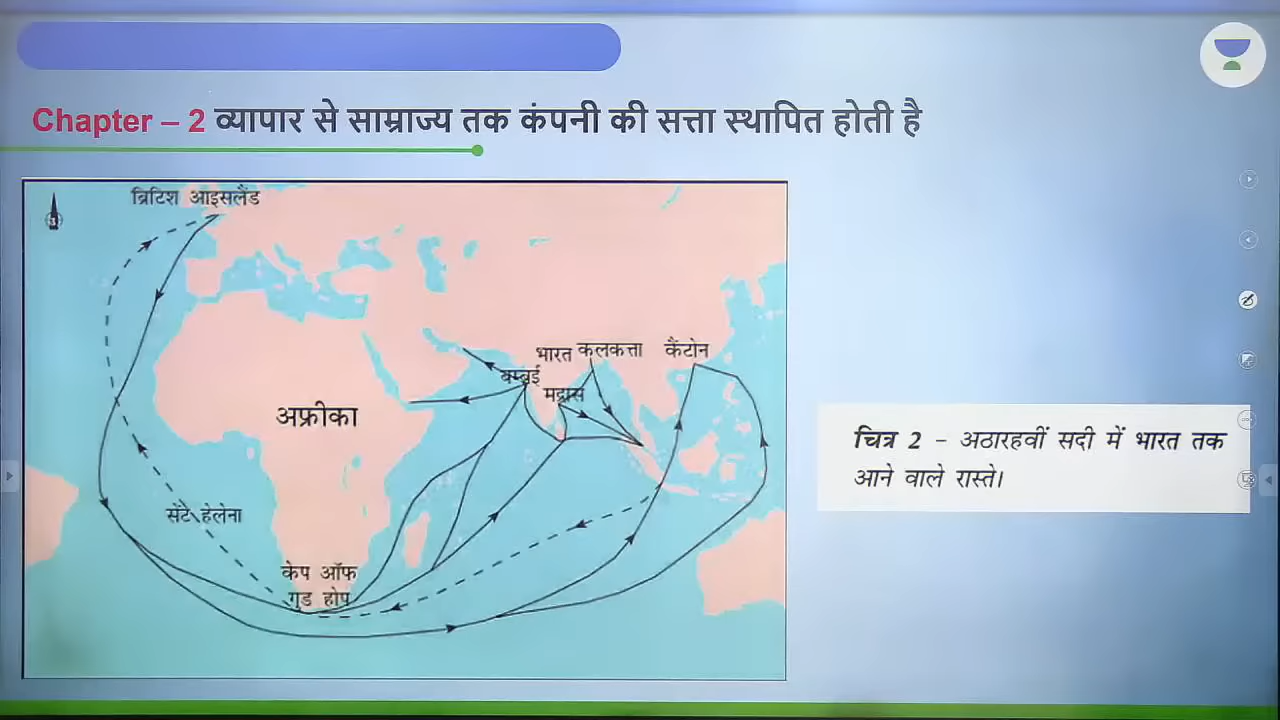 Chapter – 2 व्यापार से साम्राज्य तक कंपनी की सत्ता स्थापित होती है
ब्रिटिश आइसलैंड
भारत
कलकत्ता
कैंटोन
बम्बई
मद्रास
अफ्रीका
सेंट हेलेना
केप ऑफ
गुड होप
चित्र 2 – अठारहवीं सदी में भारत तक
आने वाले रास्ते।